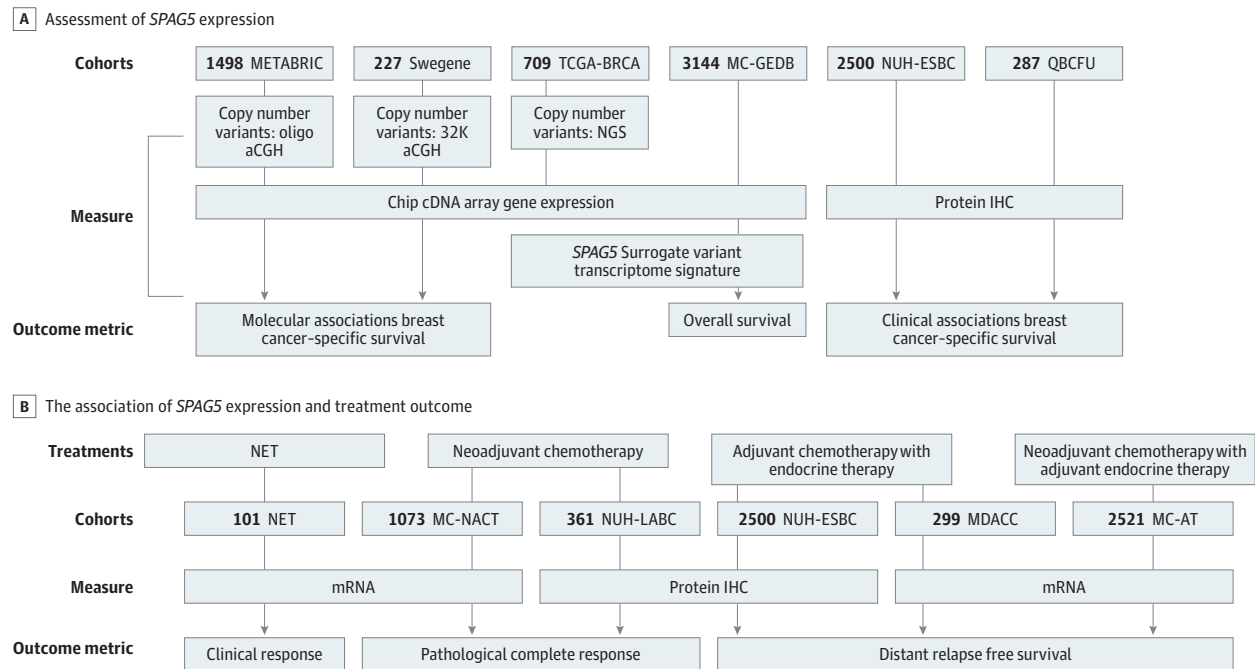 A Assessment of SPAG5 expression
Cohorts
1498 METABRIC
227 Swegene
709 TCGA-BRCA
3144 MC-GEDB
2500 NUH-ESBC
287 QBCFU
Copy number
variants: oligo
aCGH
Copy number
variants: 32K
aCGH
Copy number
variants: NGS
Measure
Chip cDNA array gene expression
Protein IHC
SPAG5 Surrogate variant
transcriptome signature
Outcome metric
Molecular associations breast
cancer-specific survival
Overall survival
Clinical associations breast
cancer-specific survival
B The association of SPAG5 expression and treatment outcome
Treatments
NET
Neoadjuvant chemotherapy
Adjuvant chemotherapy with
endocrine therapy
Neoadjuvant chemotherapy with
adjuvant endocrine therapy
Cohorts
101 NET
1073 MC-NACT
361 NUH-LABC
2500 NUH-ESBC
299 MDACC
2521 MC-AT
Measure
mRNA
Protein IHC
mRNA
Outcome metric
Clinical response
Pathological complete response
Distant relapse free survival